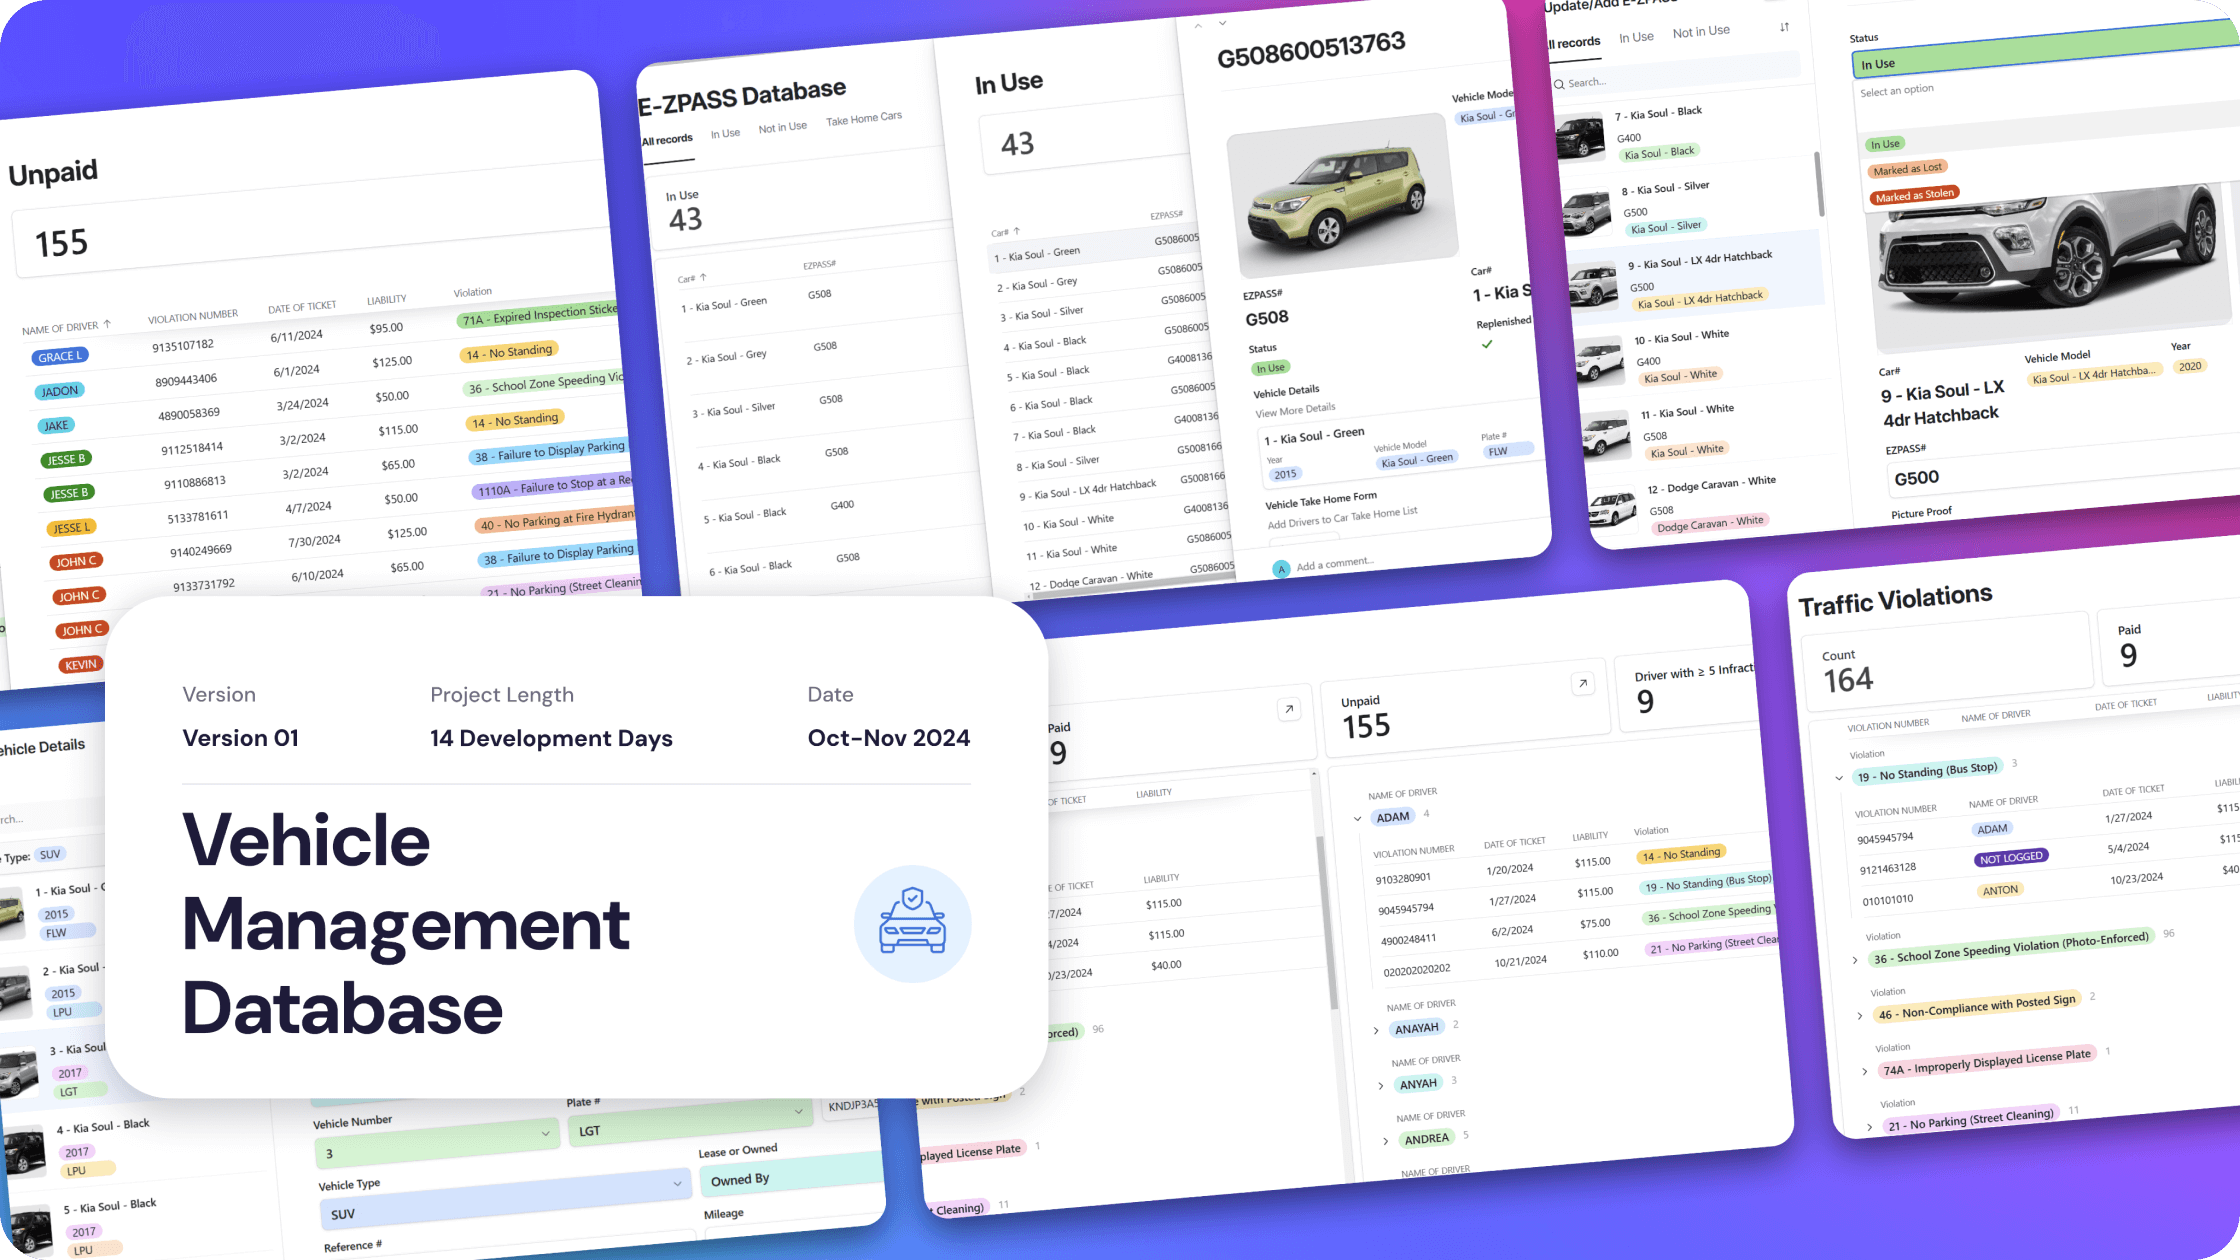 Unpaid
155
NAME OF DRIVER ↑ VIOLATION NUMBER DATE OF TICKET LIABILITY Violation
GRACE L 9135107182 6/11/2024 $95.00 71A - Expired Inspection Sticke
JADON 8909443406 6/1/2024 $125.00 14 - No Standing
JAKE 4890058369 3/24/2024 $50.00 36 - School Zone Speeding Vio
JESSE B 9112518414 3/2/2024 $115.00 14 - No Standing
JESSE B 9110886813 3/2/2024 $65.00 38 - Failure to Display Parking
JESSE L 5133781611 4/7/2024 $50.00 1110A - Failure to Stop at a Re
JOHN C 9140249669 7/30/2024 $125.00 40 - No Parking at Fire Hydrant
JOHN C 9133731792 6/10/2024 $65.00 38 - Failure to Display Parking
JOHN C 21 - No Parking (Street Cleanin
KEVIN
E-ZPASS Database
All records In Use Not in Use Take Home Cars
In Use
43
Car# ↑ EZPASS#
1 - Kia Soul - Green G508
2 - Kia Soul - Grey G508
3 - Kia Soul - Silver G508
4 - Kia Soul - Black G508
5 - Kia Soul - Black G400
6 - Kia Soul - Black G508
In Use
43
Car# ↑ EZPASS#
1 - Kia Soul - Green G5086005
2 - Kia Soul - Grey G5086005
3 - Kia Soul - Silver G5086005
4 - Kia Soul - Black G5086005
5 - Kia Soul - Black G4008136
6 - Kia Soul - Black G5086005
7 - Kia Soul - Black G4008136
8 - Kia Soul - Silver G5008166
9 - Kia Soul - LX 4dr Hatchback G5008166
10 - Kia Soul - White G4008136
11 - Kia Soul - White G5086005
12 - Dodge Caravan - White G5086005
G508600513763
Vehicle Mode
Kia Soul - Gr
EZPASS#
G508
Car#
1 - Kia S
Status
In Use
Replenished
Vehicle Details
View More Details
1 - Kia Soul - Green
Year Vehicle Model Plate #
2015 Kia Soul - Green FLW
Vehicle Take Home Form
Add Drivers to Car Take Home List
A Add a comment...
Update/Add E-ZPASS
All records In Use Not in Use
Search...
7 - Kia Soul - Black
G400
Kia Soul - Black
8 - Kia Soul - Silver
G500
Kia Soul - Silver
9 - Kia Soul - LX 4dr Hatchback
G500
Kia Soul - LX 4dr Hatchback
10 - Kia Soul - White
G400
Kia Soul - White
11 - Kia Soul - White
G508
Kia Soul - White
12 - Dodge Caravan - White
G508
Dodge Caravan - White
Status
In Use
Select an option
In Use
Marked as Lost
Marked as Stolen
Car# Vehicle Model Year
9 - Kia Soul - LX
4dr Hatchback
Kia Soul - LX 4dr Hatchba... 2020
EZPASS#
G500
Picture Proof
Version Project Length Date
Version 01 14 Development Days Oct-Nov 2024
Vehicle
Management
Database
ehicle Details
rch...
Type: SUV
1 - Kia Soul - G
2015
FLW
2 - Kia Soul -
2015
LPU
3 - Kia Soul
2017
LGT
4 - Kia Soul - Black
2017
LPU
5 - Kia Soul - Black
2017
LPU
Vehicle Number Plate #
3 LGT KNDJP3A5
Vehicle Type Lease or Owned
SUV Owned By
Reference # Mileage
Paid
9
OF TICKET LIABILITY
E OF TICKET LIABILITY
27/2024 $115.00
4/2024 $115.00
0/23/2024 $40.00
orced) 96
e with Posted Sign 2
played License Plate 1
t Cleaning) 11
Unpaid
155
Driver with ≥ 5 Infract
9
NAME OF DRIVER
ADAM 4
VIOLATION NUMBER DATE OF TICKET LIABILITY Violation
9103280901 1/20/2024 $115.00 14 - No Standing
9045945794 1/27/2024 $115.00 19 - No Standing (Bus Stop)
4900248411 6/2/2024 $75.00 36 - School Zone Speeding V
020202020202 10/21/2024 $110.00 21 - No Parking (Street Clear
NAME OF DRIVER
ANAYAH 2
NAME OF DRIVER
ANYAH 3
NAME OF DRIVER
ANDREA 5
NAME OF DRIVER
Traffic Violations
Count
164
Paid
9
VIOLATION NUMBER NAME OF DRIVER DATE OF TICKET LIABILITY
Violation
19 - No Standing (Bus Stop) 3
VIOLATION NUMBER NAME OF DRIVER DATE OF TICKET LIABIL
9045945794 ADAM 1/27/2024 $115
9121463128 NOT LOGGED 5/4/2024 $115
010101010 ANTON 10/23/2024 $40
Violation
36 - School Zone Speeding Violation (Photo-Enforced) 96
Violation
46 - Non-Compliance with Posted Sign 2
Violation
74A - Improperly Displayed License Plate 1
Violation
21 - No Parking (Street Cleaning) 11